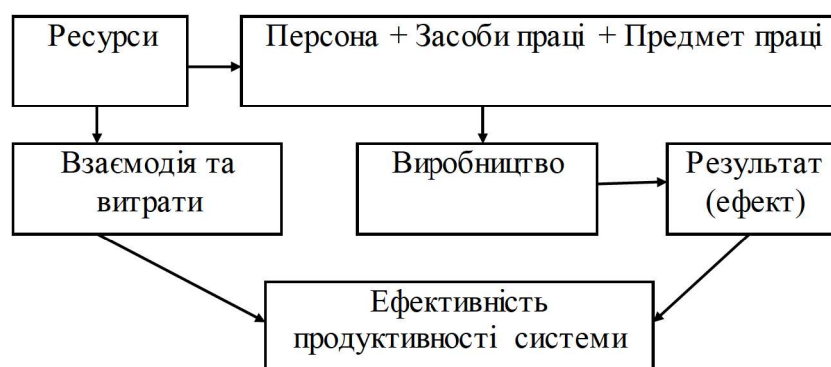 Ресурси
Персона + Засоби праці + Предмет праці
Взаємодія та
витрати
Виробництво
Результат
(ефект)
Ефективність
продуктивності системи